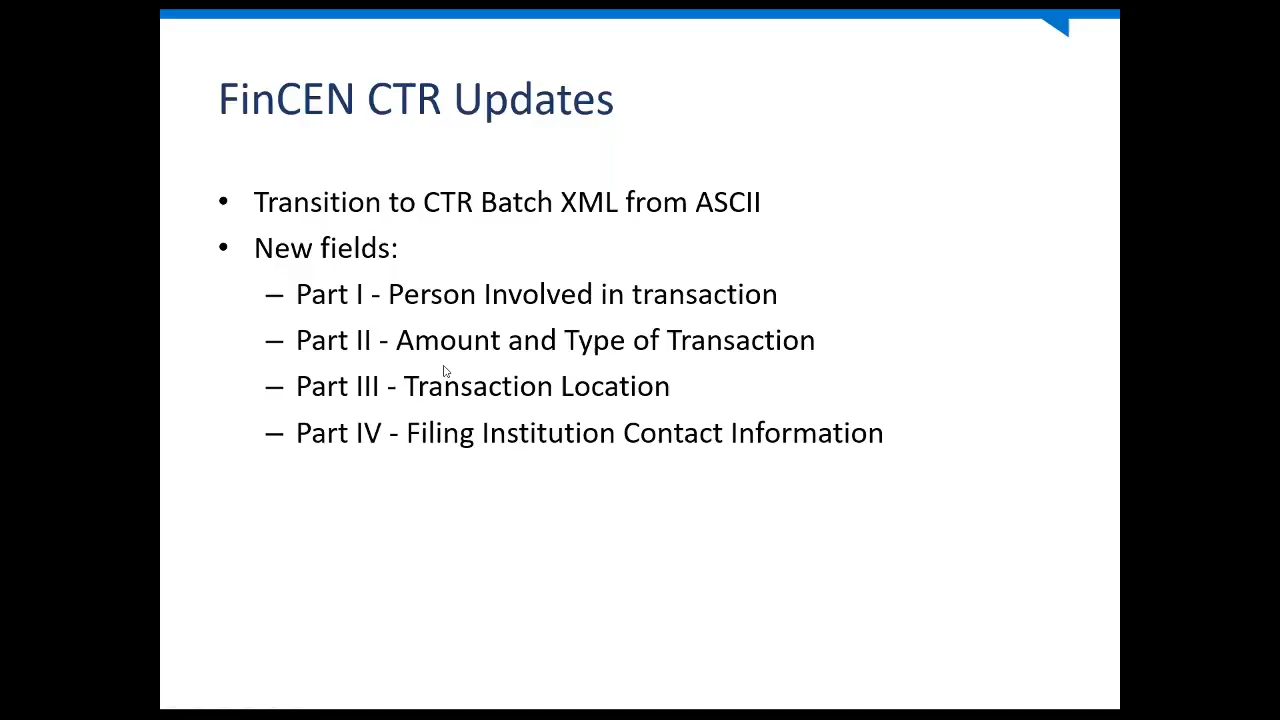 FinCEN CTR Updates
• Transition to CTR Batch XML from ASCII
• New fields:
– Part I - Person Involved in transaction
– Part II - Amount and Type of Transaction
– Part III - Transaction Location
– Part IV - Filing Institution Contact Information